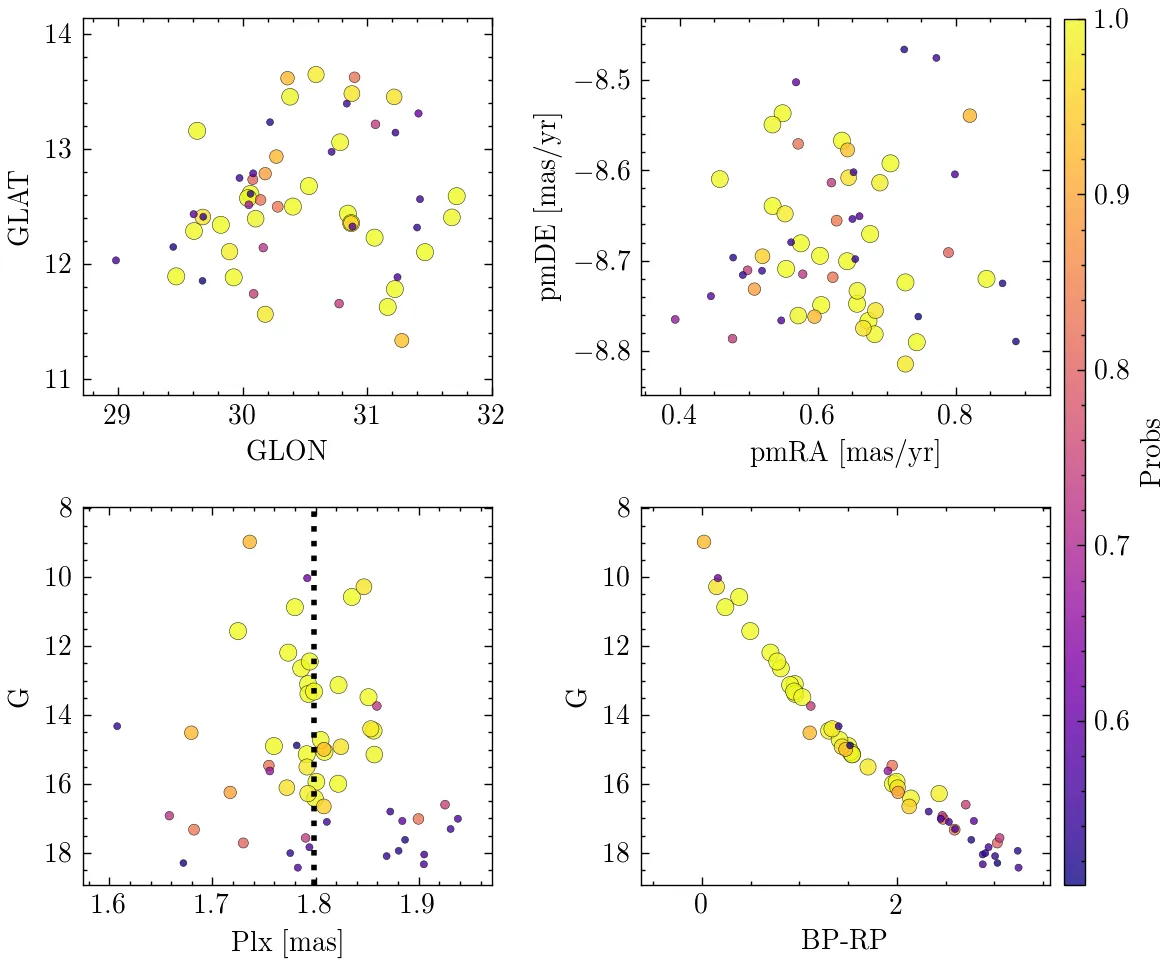 14
13
12
11
GLAT
29 30 31 32
GLON
−8.5
−8.6
−8.7
−8.8
pmDE [mas/yr]
0.4 0.6 0.8
pmRA [mas/yr]
1.0
0.9
0.8
0.7
0.6
Probs
8
10
12
14
16
18
G
1.6 1.7 1.8 1.9
Plx [mas]
8
10
12
14
16
18
G
0 2
BP-RP